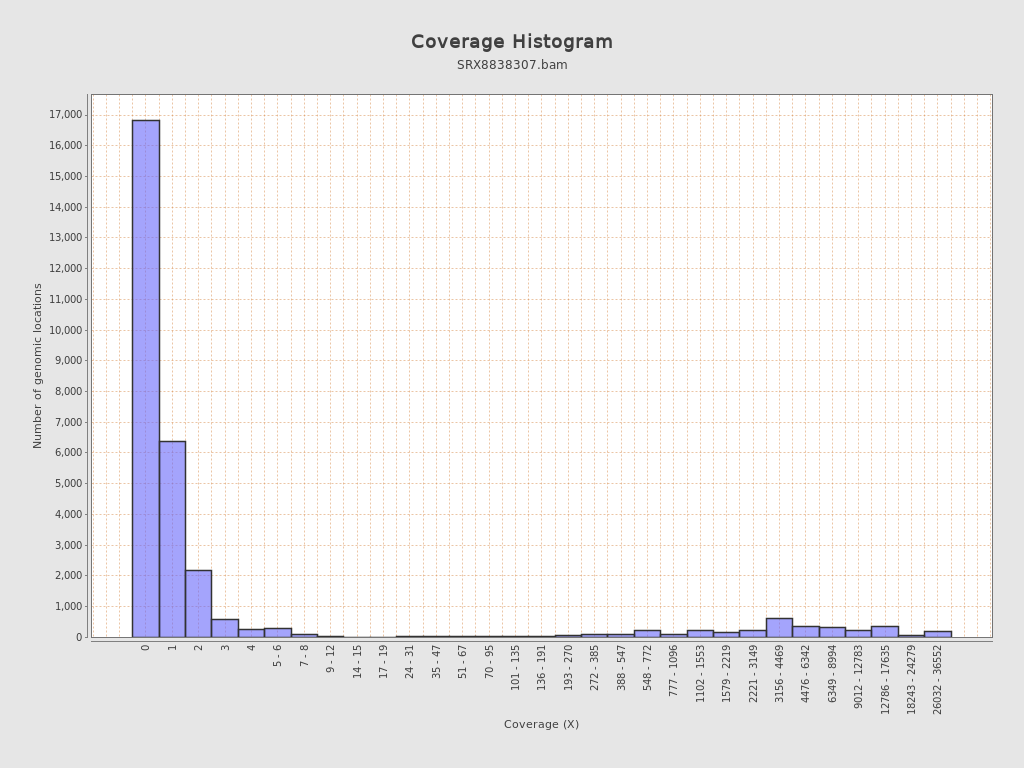 Coverage Histogram
SRX8838307.bam
Number of genomic locations
17,000
16,000
15,000
14,000
13,000
12,000
11,000
10,000
9,000
8,000
7,000
6,000
5,000
4,000
3,000
2,000
1,000
0
0
1
2
3
4
5 - 6
7 - 8
9 - 12
14 - 15
17 - 19
24 - 31
35 - 47
51 - 67
70 - 95
101 - 135
136 - 191
193 - 270
272 - 385
388 - 547
548 - 772
777 - 1096
1102 - 1553
1579 - 2219
2221 - 3149
3156 - 4469
4476 - 6342
6349 - 8994
9012 - 12783
12786 - 17635
18243 - 24279
26032 - 36552
Coverage (X)